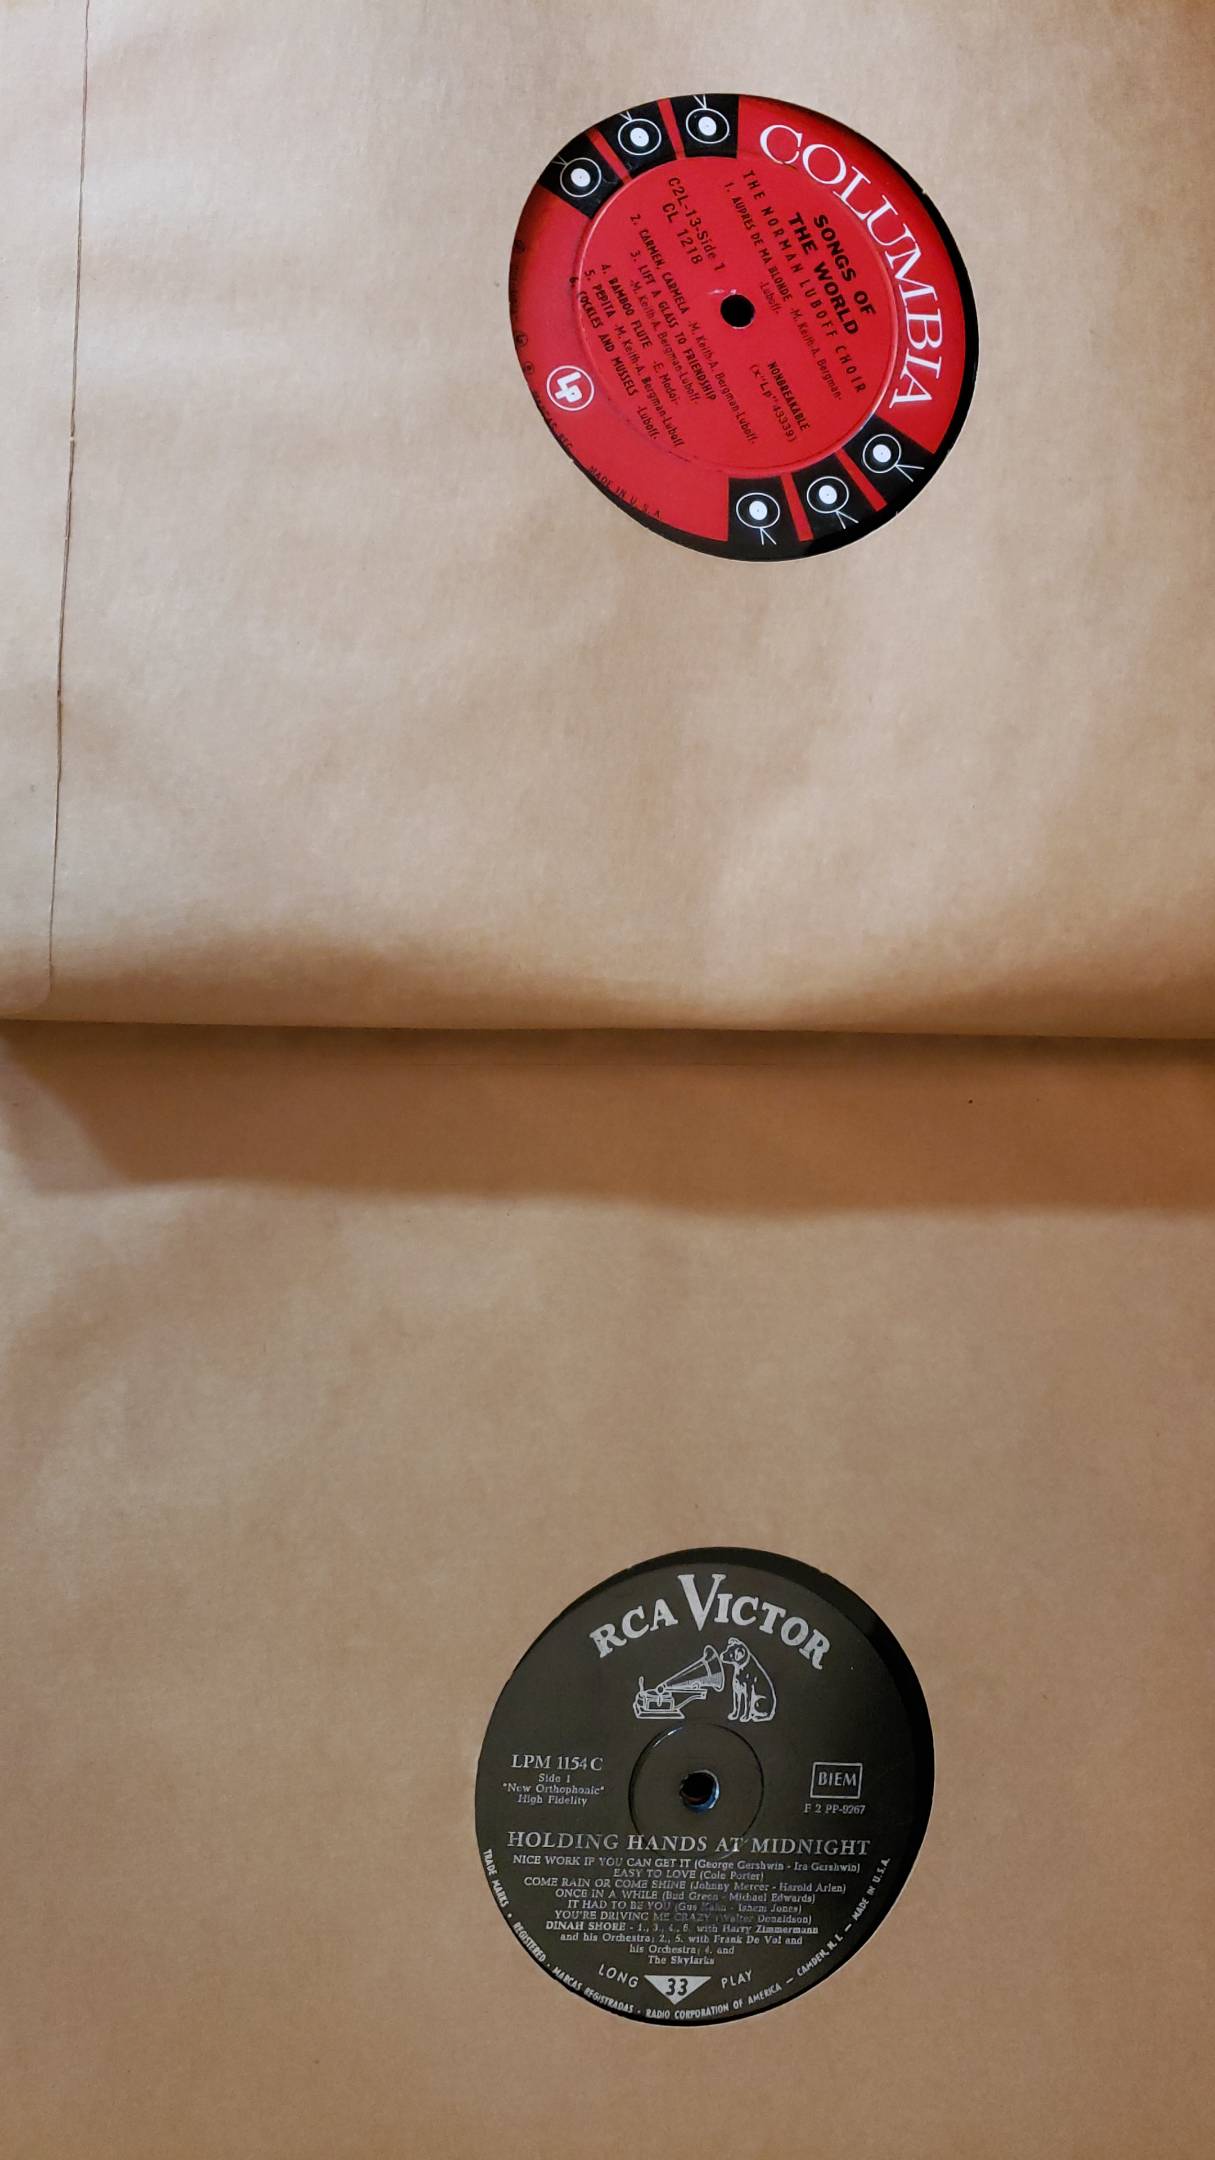 COLUMBIA
SONGS OF
THE WORLD
THE NORMAN LUBOFF CHOIR
1. AUPRES DE MA BLONDE -M. Keith-A. Bergman-
-Luboff-
NONBREAKABLE
(x"Lp"43339)
C2L-13-Side 1
CL 1218
2. CARMEN, CARMELA -M. Keith-A. Bergman-Luboff-
3. LIFT A GLASS TO FRIENDSHIP
-M. Keith-A. Bergman-Luboff-
4. BAMBOO FLUTE -E. Maddi-
5. PEPITA -M. Keith-A. Bergman-Luboff
6. COCKLES AND MUSSELS -Luboff-
Lp
MARCAS REG. MADE IN U. S. A.
RCA VICTOR
LPM 1154 C
Side 1
"New Orthophonic"
High Fidelity
BIEM
F 2 PP-9267
HOLDING HANDS AT MIDNIGHT
NICE WORK IF YOU CAN GET IT (George Gershwin - Ira Gershwin)
EASY TO LOVE (Cole Porter)
COME RAIN OR COME SHINE (Johnny Mercer - Harold Arlen)
ONCE IN A WHILE (Bud Green - Michael Edwards)
IT HAD TO BE YOU (Gus Kahn - Isham Jones)
YOU'RE DRIVING ME CRAZY (Walter Donaldson)
DINAH SHORE - 1., 3., 4., 6. with Harry Zimmermann
and his Orchestra; 2., 5. with Frank De Vol and
his Orchestra; 4. and
The Skylarks
LONG 33 PLAY
TRADE MARKS • REGISTERED • MARCAS REGISTRADAS • RADIO CORPORATION OF AMERICA — CAMDEN, N. J. — MADE IN U.S.A.